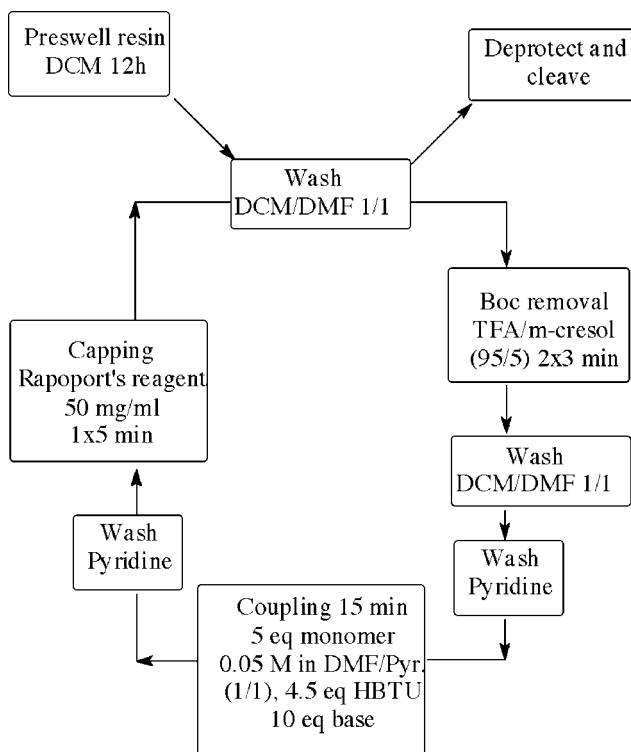 Preswell resin
DCM 12h
Deprotect and
cleave
Wash
DCM/DMF 1/1
Boc removal
TFA/m-cresol
(95/5) 2x3 min
Wash
DCM/DMF 1/1
Wash
Pyridine
Coupling 15 min
5 eq monomer
0.05 M in DMF/Pyr.
(1/1), 4.5 eq HBTU
10 eq base
Wash
Pyridine
Capping
Rapoport's reagent
50 mg/ml
1x5 min